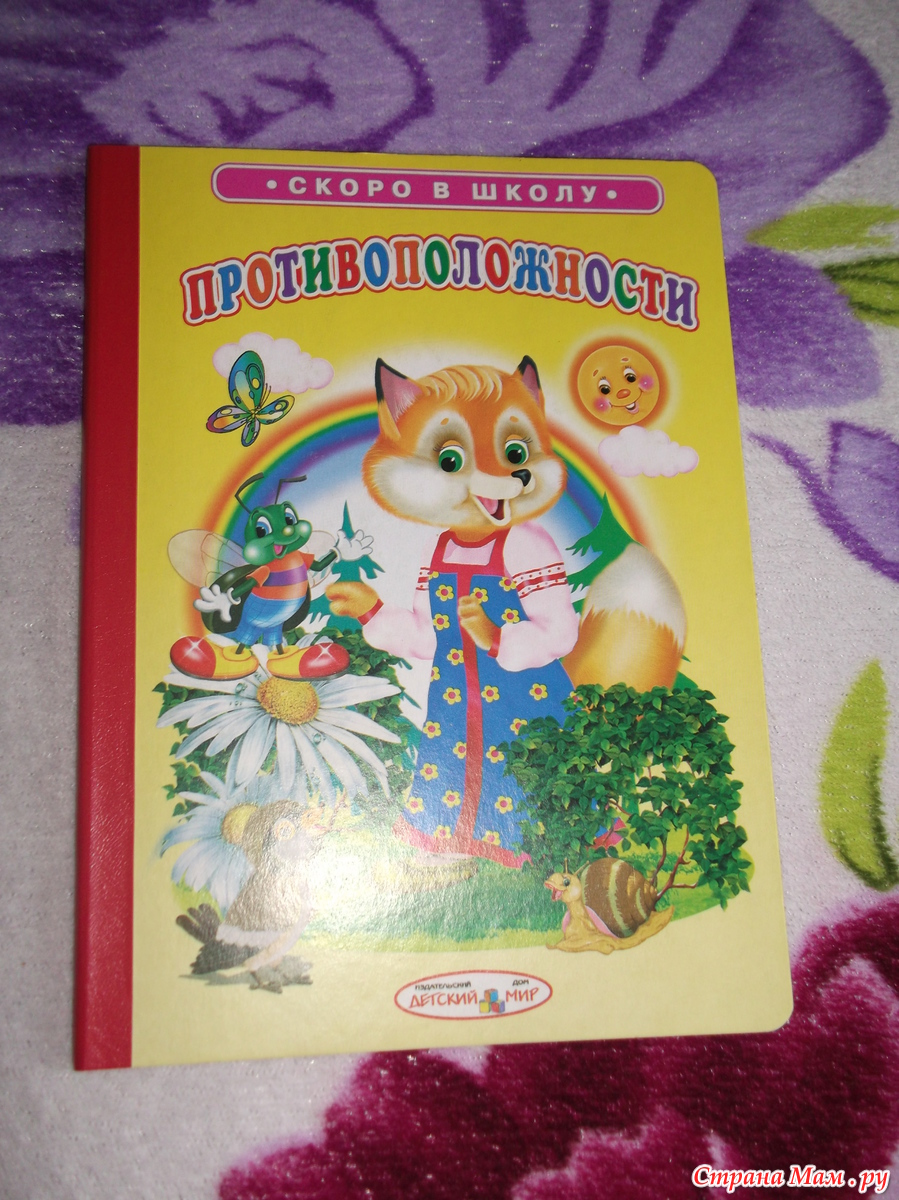 • СКОРО В ШКОЛУ •
ПРОТИВОПОЛОЖНОСТИ
ИЗДАТЕЛЬСКИЙ ДОМ
ДЕТСКИЙ МИР
Страна Мам.ру